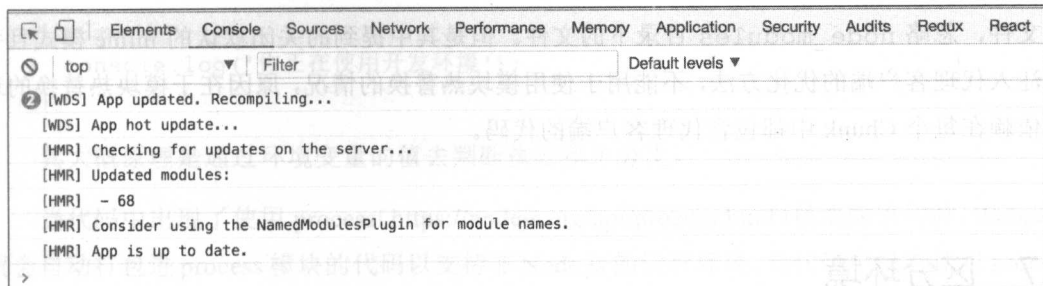 Elements Console Sources Network Performance Memory Application Security Audits Redux React
top ▼ Filter Default levels ▼
2 [WDS] App updated. Recompiling...
[WDS] App hot update...
[HMR] Checking for updates on the server...
[HMR] Updated modules:
[HMR] - 68
[HMR] Consider using the NamedModulesPlugin for module names.
[HMR] App is up to date.
>